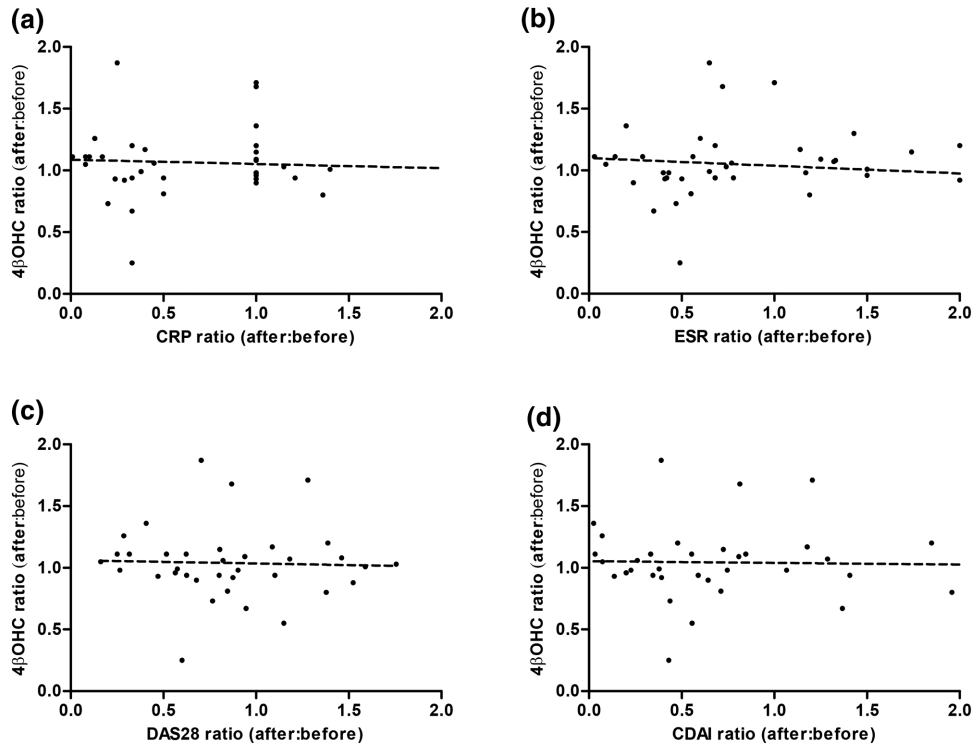 (a)
2.0
1.5
1.0
0.5
0.0
4βOHC ratio (after:before)
0.0 0.5 1.0 1.5 2.0
CRP ratio (after:before)
(b)
2.0
1.5
1.0
0.5
0.0
4βOHC ratio (after:before)
0.0 0.5 1.0 1.5 2.0
ESR ratio (after:before)
(c)
2.0
1.5
1.0
0.5
0.0
4βOHC ratio (after:before)
0.0 0.5 1.0 1.5 2.0
DAS28 ratio (after:before)
(d)
2.0
1.5
1.0
0.5
0.0
4βOHC ratio (after:before)
0.0 0.5 1.0 1.5 2.0
CDAI ratio (after:before)